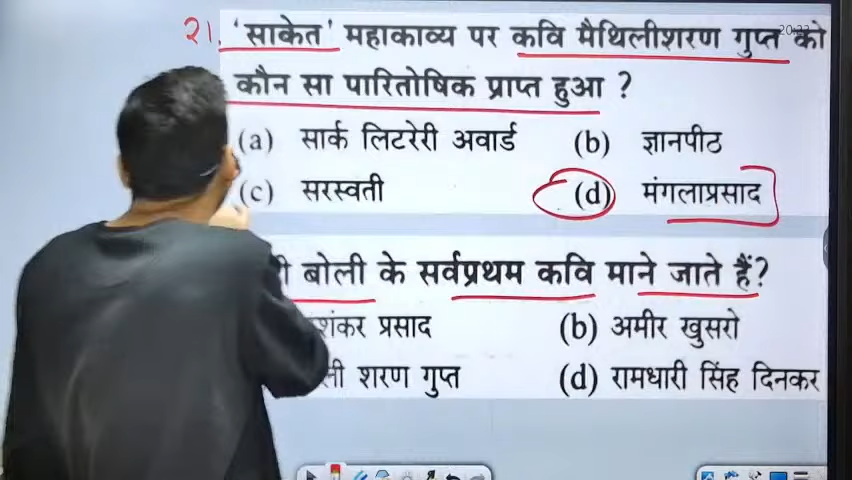 21. 'साकेत' महाकाव्य पर कवि मैथिलीशरण गुप्त को
कौन सा पारितोषिक प्राप्त हुआ ?
(a) सार्क लिटरेरी अवार्ड (b) ज्ञानपीठ
(c) सरस्वती (d) मंगलाप्रसाद
बोली के सर्वप्रथम कवि माने जाते हैं?
शंकर प्रसाद (b) अमीर खुसरो
शरण गुप्त (d) रामधारी सिंह दिनकर